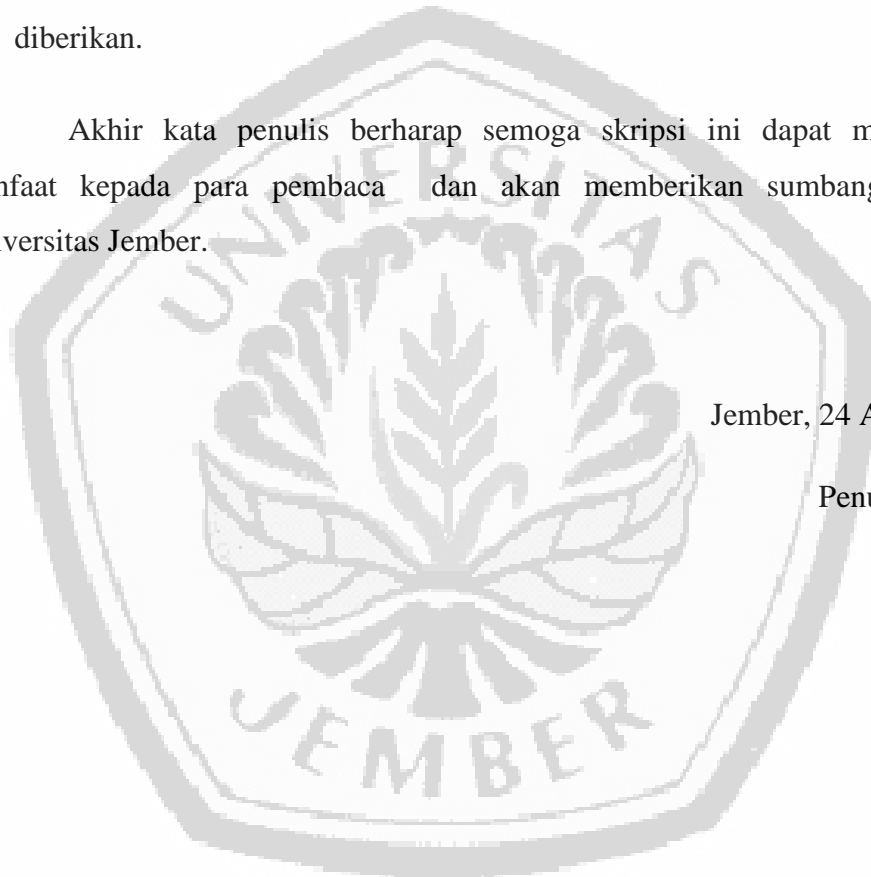 diberikan.
Akhir kata penulis berharap semoga skripsi ini dapat m
nfaat kepada para pembaca dan akan memberikan sumbang
iversitas Jember.
Jember, 24 A
Penu
UNIVERSITAS
JEMBER